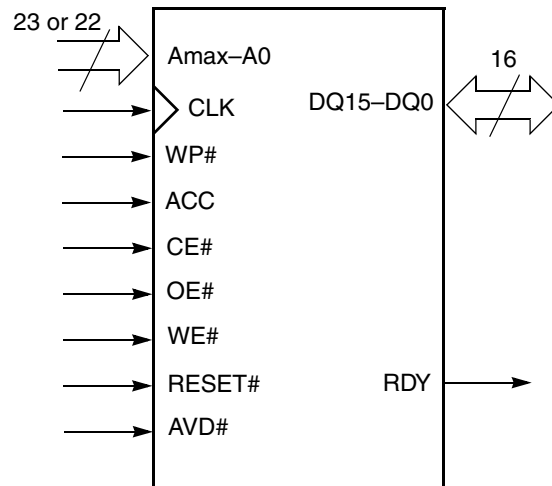 23 or 22
Amax–A0
16
CLK
DQ15–DQ0
WP#
ACC
CE#
OE#
WE#
RESET#
RDY
AVD#